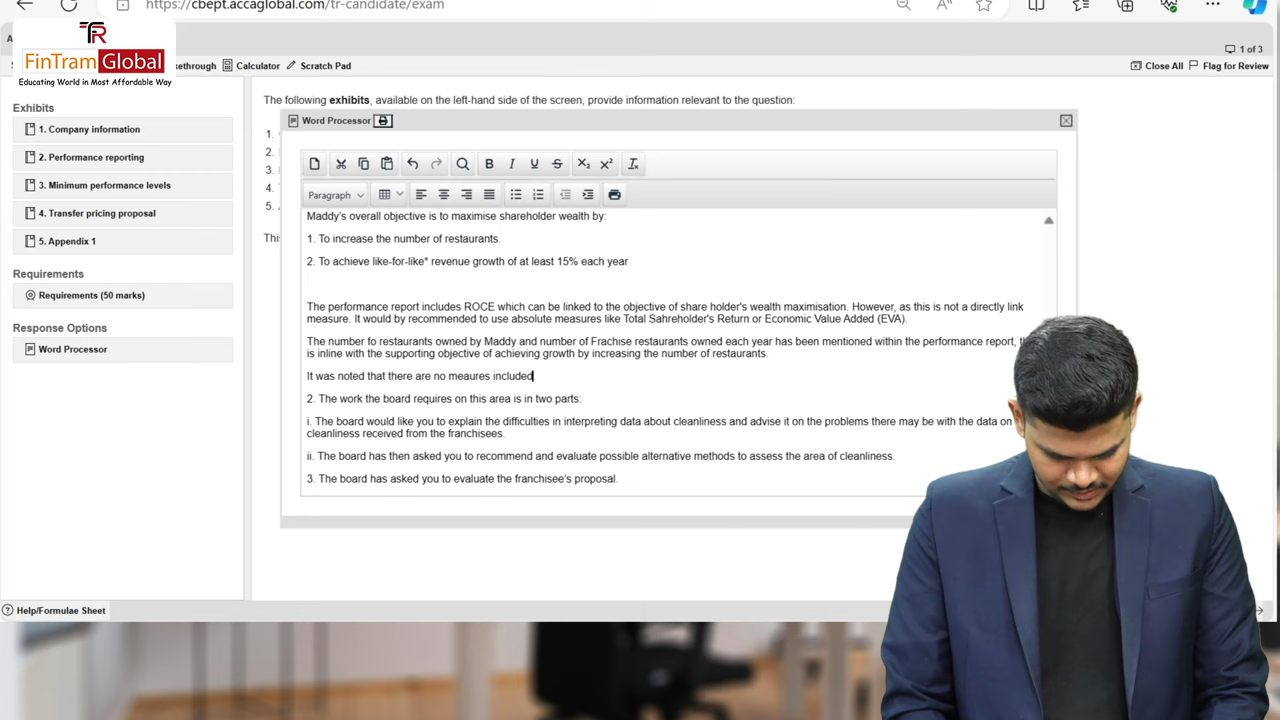 https://cbept.accaglobal.com/tr-candidate/exam
FinTram Global
Educating World in Most Affordable Way
A
1 of 3
kethrough Calculator Scratch Pad
Close All Flag for Review
Exhibits
1. Company information
2. Performance reporting
3. Minimum performance levels
4. Transfer pricing proposal
5. Appendix 1
Requirements
Requirements (50 marks)
Response Options
Word Processor
The following exhibits, available on the left-hand side of the screen, provide information relevant to the question:
1.
2.
3.
4.
5.
Thi
Word Processor
Paragraph
Maddy's overall objective is to maximise shareholder wealth by:
1. To increase the number of restaurants.
2. To achieve like-for-like* revenue growth of at least 15% each year
The performance report includes ROCE which can be linked to the objective of share holder's wealth maximisation. However, as this is not a directly link
measure. It would by recommended to use absolute measures like Total Sahreholder's Return or Economic Value Added (EVA).
The number fo restaurants owned by Maddy and number of Frachise restaurants owned each year has been mentioned within the performance report,
is inline with the supporting objective of achieving growth by increasing the number of restaurants.
It was noted that there are no meaures included
2. The work the board requires on this area is in two parts:
i. The board would like you to explain the difficulties in interpreting data about cleanliness and advise it on the problems there may be with the data on
cleanliness received from the franchisees.
ii. The board has then asked you to recommend and evaluate possible alternative methods to assess the area of cleanliness.
3. The board has asked you to evaluate the franchisee's proposal.
Help/Formulae Sheet